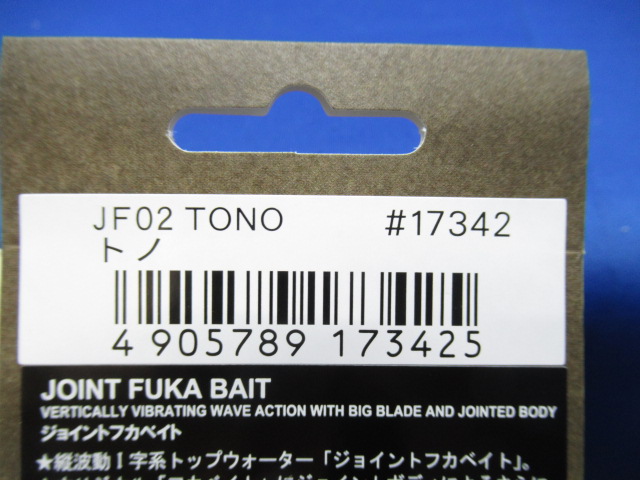 JF02 TONO #17342
トノ
4 905789 173425
JOINT FUKA BAIT
VERTICALLY VIBRATING WAVE ACTION WITH BIG BLADE AND JOINTED BODY
ジョイントフカベイト
★縦波動I字系トップウォーター「ジョイントフカベイト」。